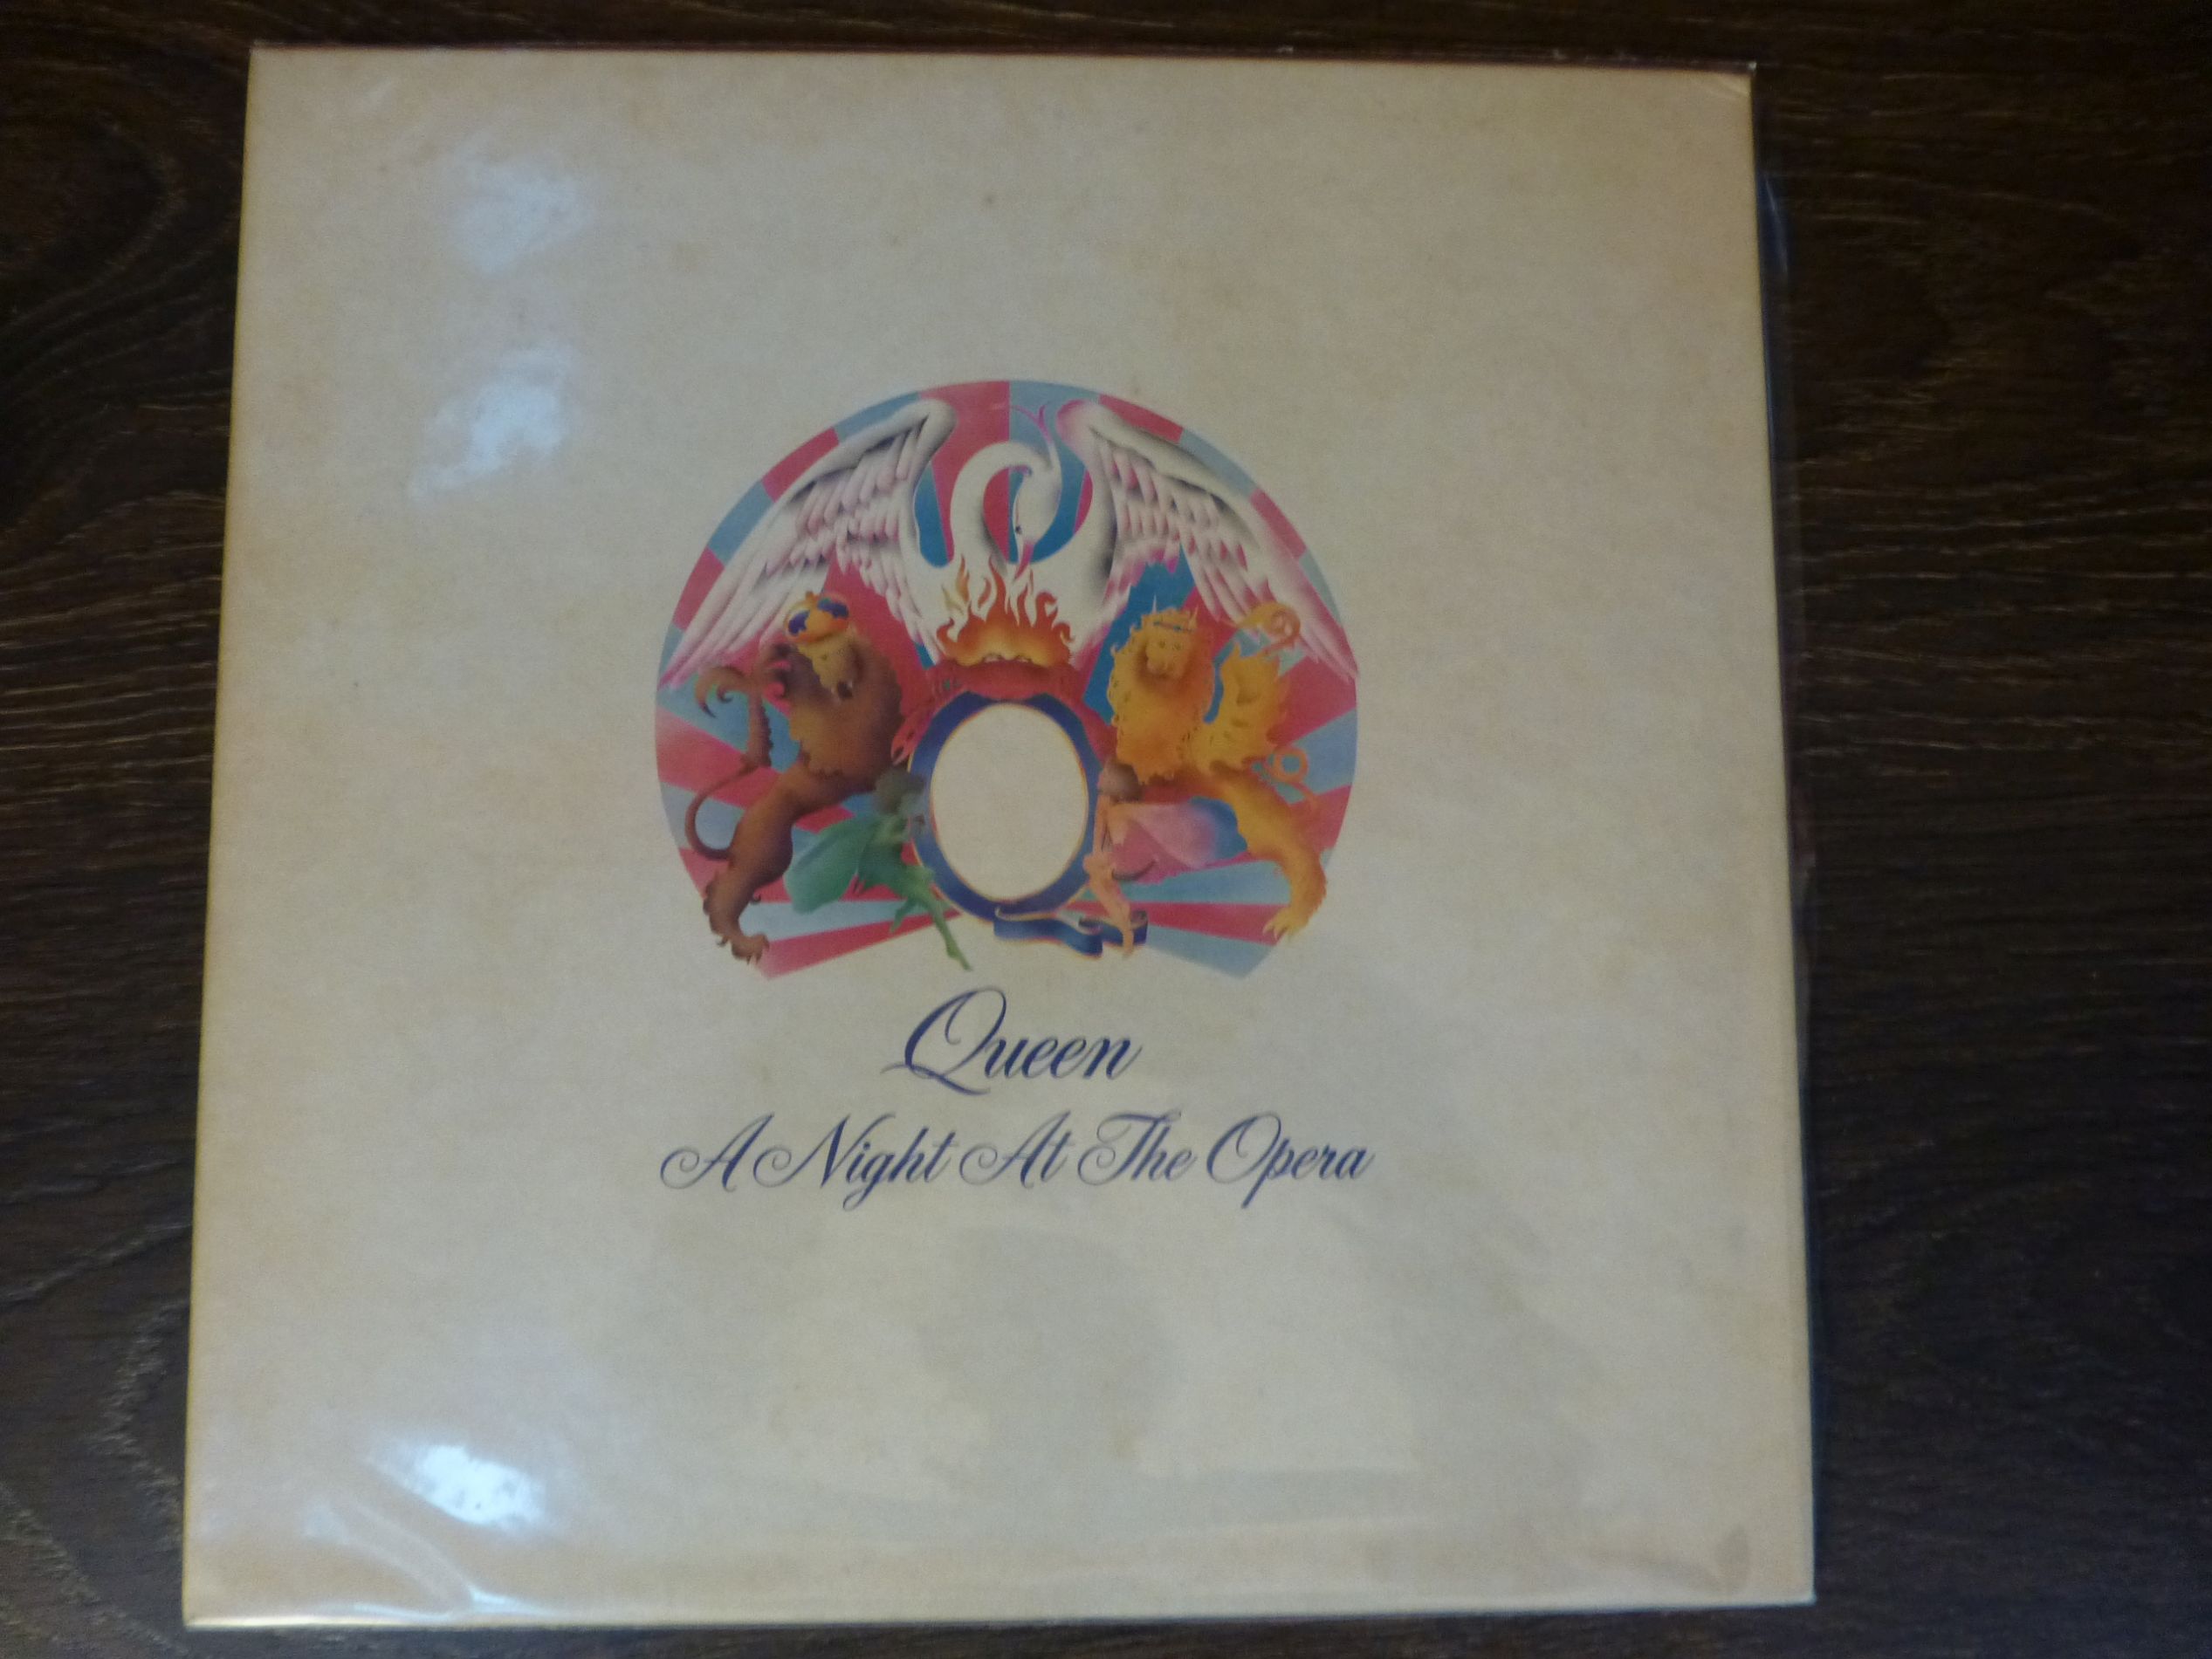 Queen
A Night At The Opera